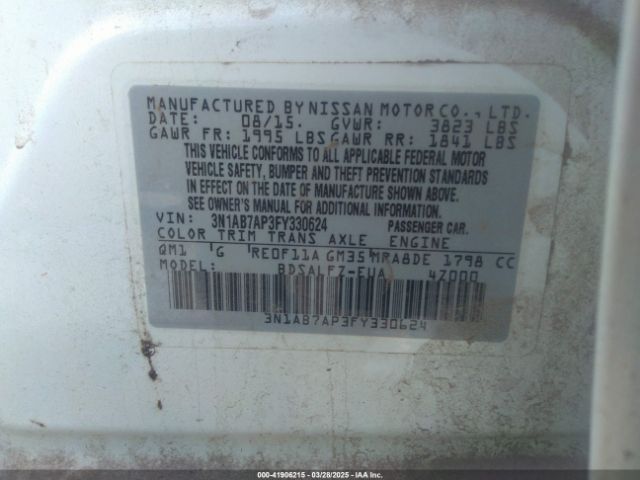 MANUFACTURED BY NISSAN MOTOR CO., LTD.
DATE: 08/15. GVWR: 3823 LBS
GAWR FR: 1995 LBS GAWR RR: 1841 LBS
THIS VEHICLE CONFORMS TO ALL APPLICABLE FEDERAL MOTOR
VEHICLE SAFETY, BUMPER AND THEFT PREVENTION STANDARDS
IN EFFECT ON THE DATE OF MANUFACTURE SHOWN ABOVE.
SEE OWNER'S MANUAL FOR ADDITIONAL INFORMATION.
VIN: 3N1AB7AP3FY330624 PASSENGER CAR.
COLOR TRIM TRANS AXLE ENGINE
QM1 G RE0F11A GM35 MRA8DE 1798 CC
MODEL: BDSALFZ-EUA 4Z000
3N1AB7AP3FY330624
000-41906215 - 03/28/2025 - IAA, Inc.